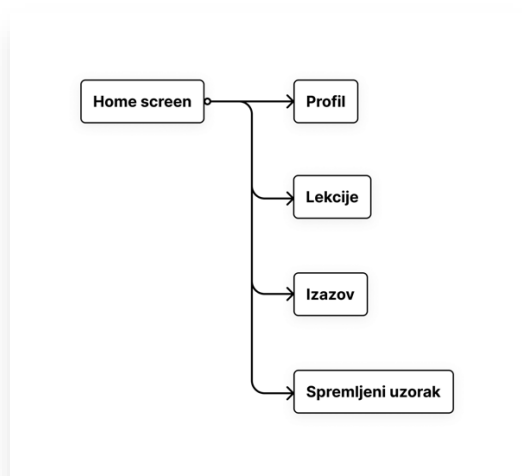 Home screen
Profil
Lekcije
Izazov
Spremljeni uzorak